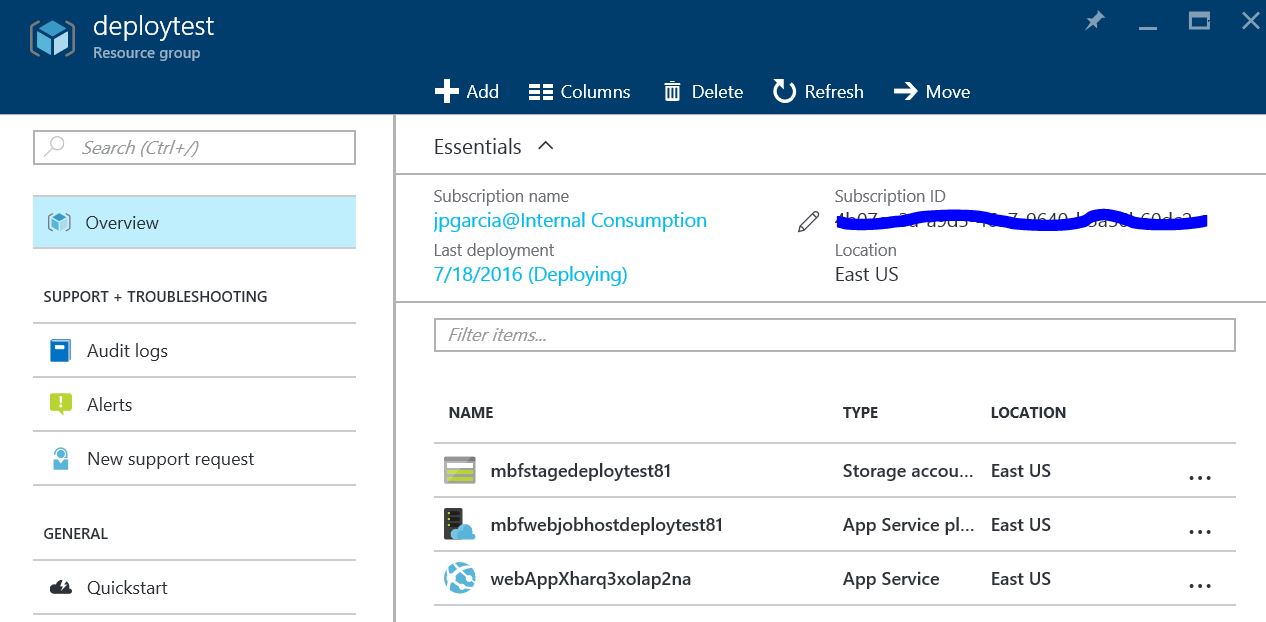 deploytest
Resource group
Add Columns Delete Refresh Move
Search (Ctrl+/)
Overview
SUPPORT + TROUBLESHOOTING
Audit logs
Alerts
New support request
GENERAL
Quickstart
Essentials
Subscription name
jpgarcia@Internal Consumption
Last deployment
7/18/2016 (Deploying)
Subscription ID
Location
East US
Filter items...
NAME TYPE LOCATION
mbfstagedeploytest81 Storage accou... East US ...
mbfwebjobhostdeploytest81 App Service pl... East US ...
webAppXharq3xolap2na App Service East US ...